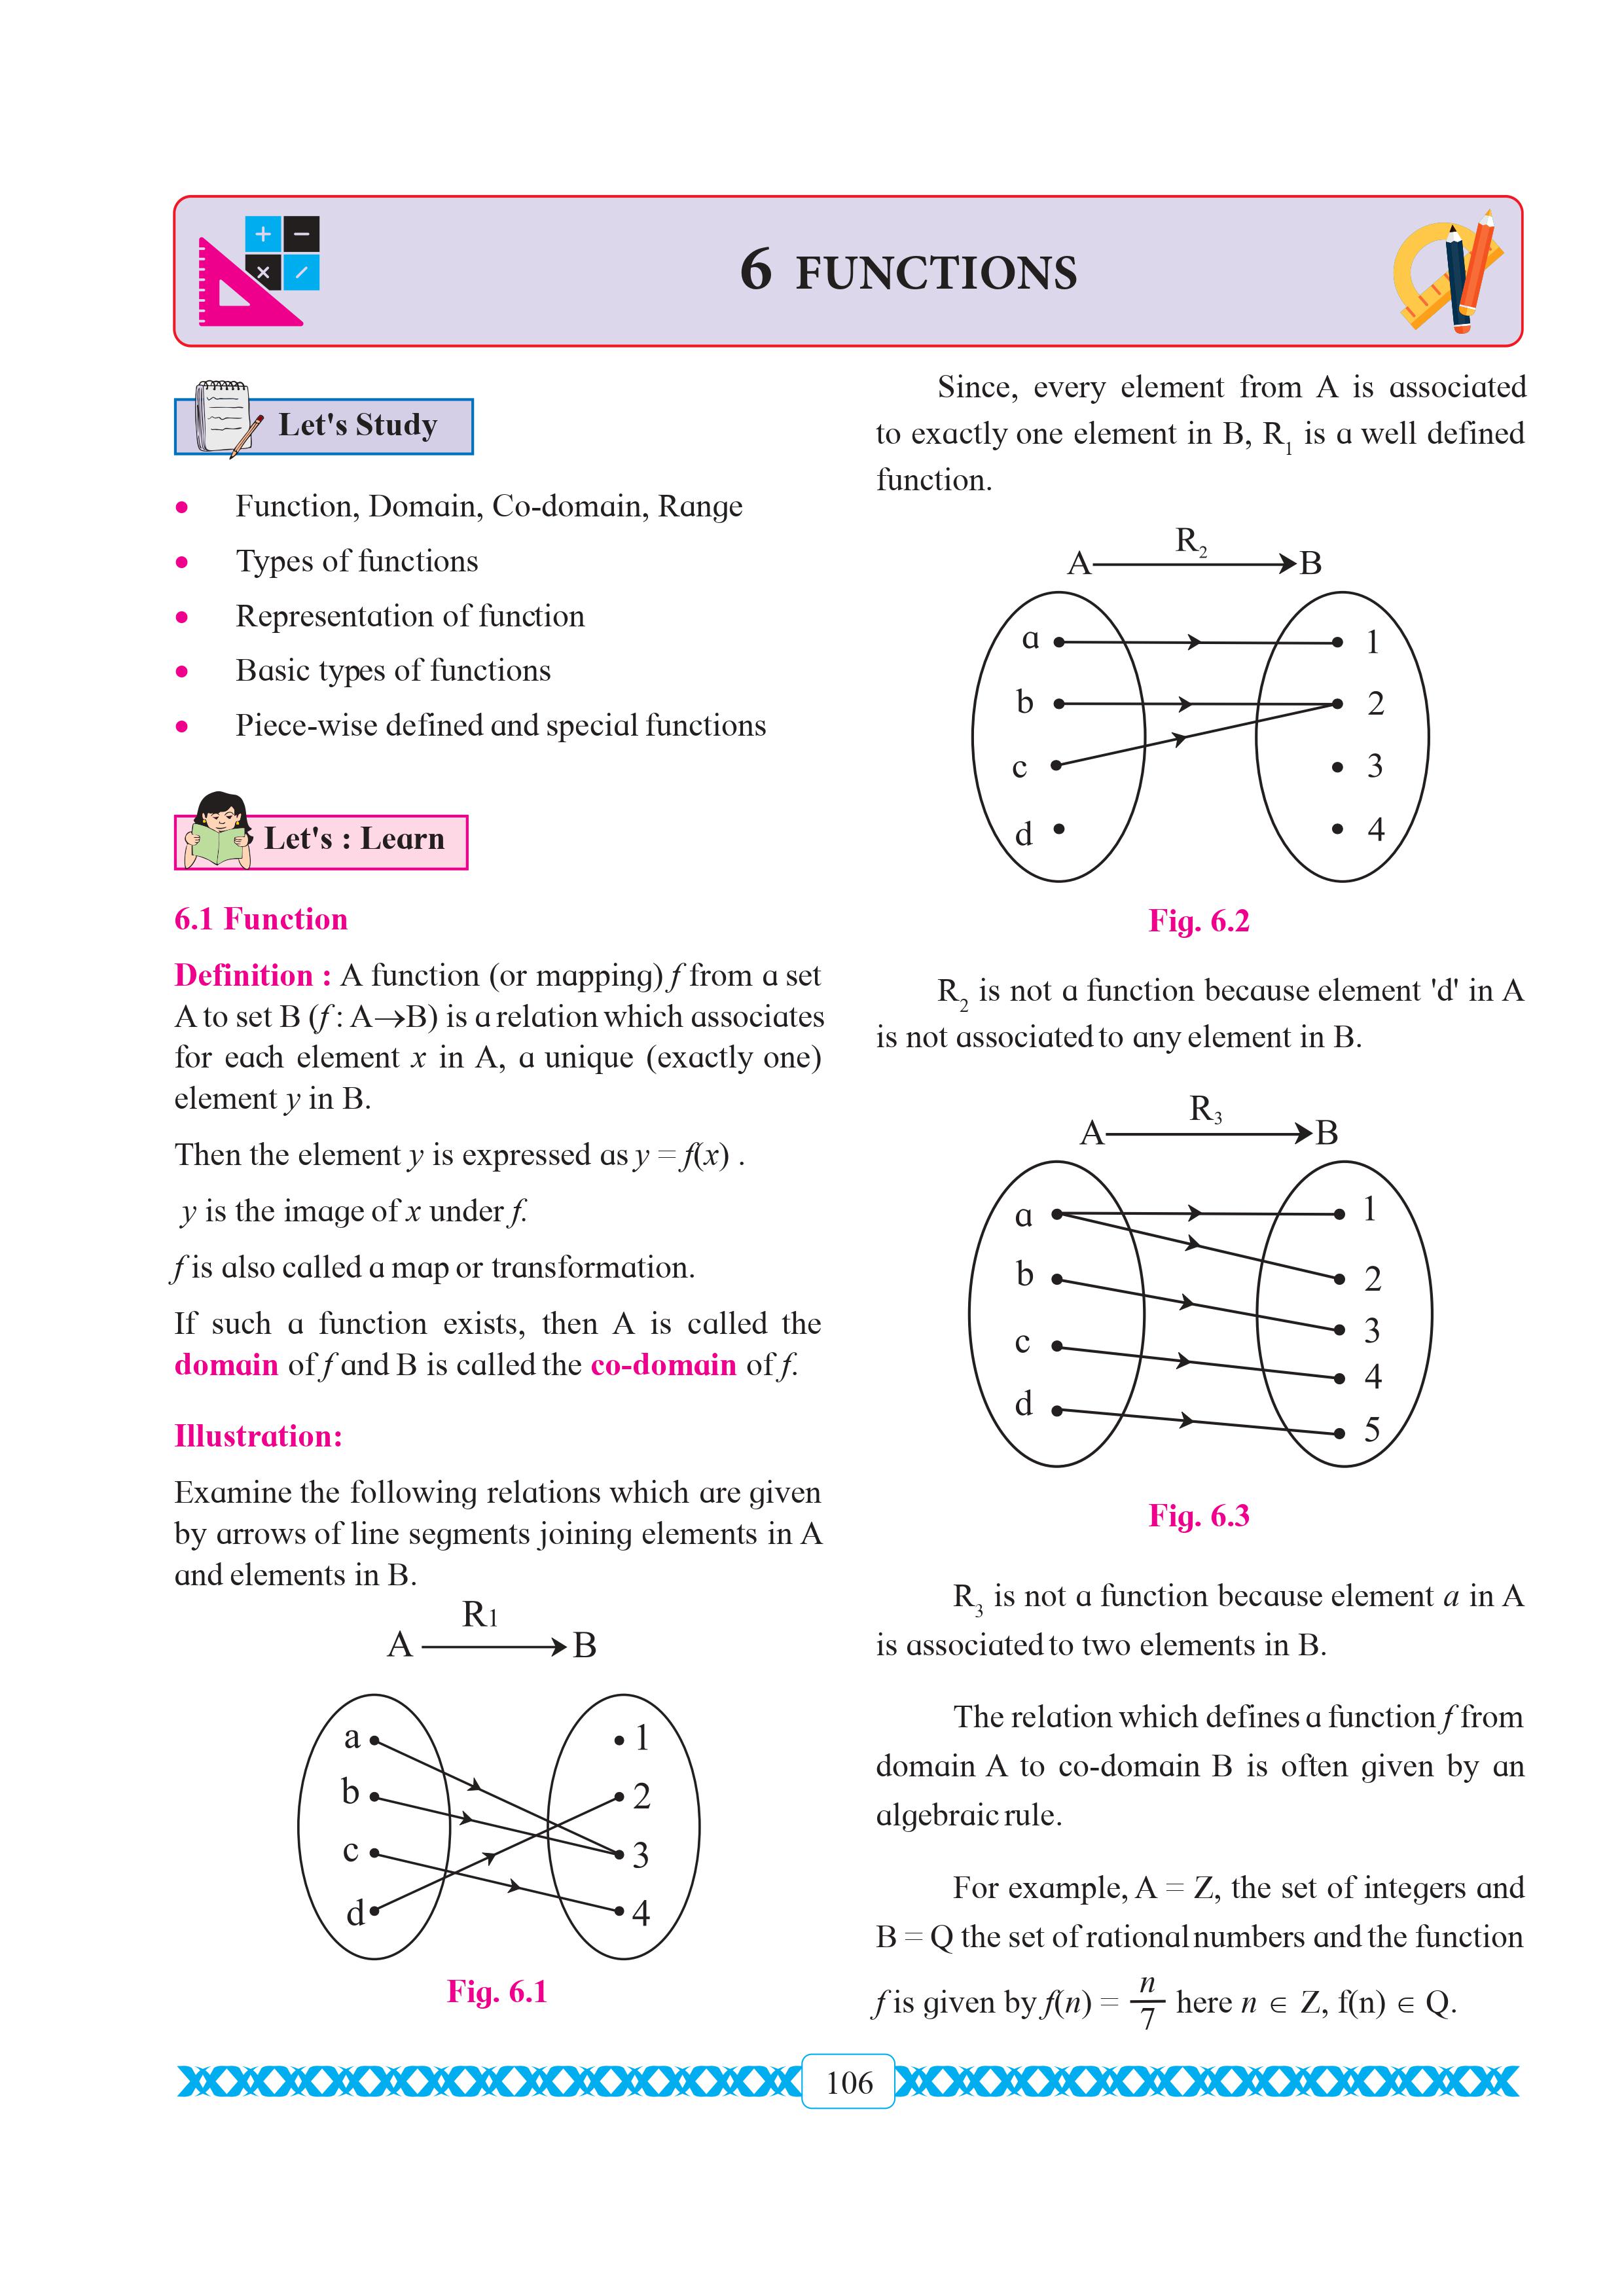 6 FUNCTIONS
Let's Study
• Function, Domain, Co-domain, Range
• Types of functions
• Representation of function
• Basic types of functions
• Piece-wise defined and special functions
Let's : Learn
6.1 Function
Definition : A function (or mapping) f from a set
A to set B (f : A→B) is a relation which associates
for each element x in A, a unique (exactly one)
element y in B.
Then the element y is expressed as y = f(x) .
y is the image of x under f.
f is also called a map or transformation.
If such a function exists, then A is called the
domain of f and B is called the co-domain of f.
Illustration:
Examine the following relations which are given
by arrows of line segments joining elements in A
and elements in B.
R1
A → B
a 1
b 2
c 3
d 4
Fig. 6.1
Since, every element from A is associated
to exactly one element in B, R₁ is a well defined
function.
R₂
A → B
a 1
b 2
c 3
d 4
Fig. 6.2
R₂ is not a function because element 'd' in A
is not associated to any element in B.
R₃
A → B
a 1
b 2
c 3
d 4
5
Fig. 6.3
R₃ is not a function because element a in A
is associated to two elements in B.
The relation which defines a function f from
domain A to co-domain B is often given by an
algebraic rule.
For example, A = Z, the set of integers and
B = Q the set of rational numbers and the function
f is given by f(n) = n/7 here n ∈ Z, f(n) ∈ Q.
106